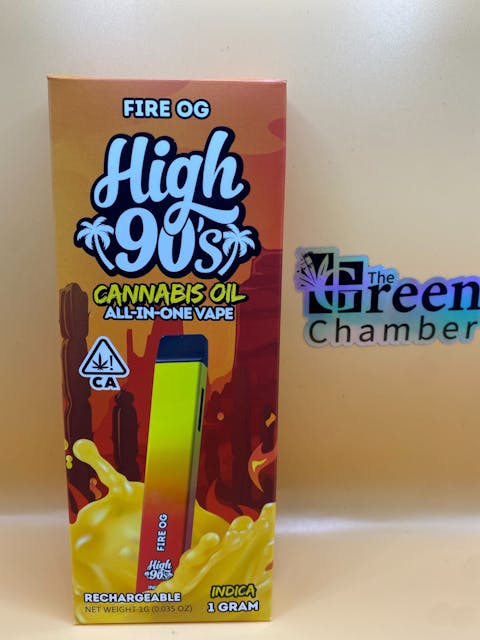 FIRE OG
High
90's
CANNABIS OIL
ALL-IN-ONE VAPE
CA
FIRE OG
High
90's
RECHARGEABLE
NET WEIGHT 1G (0.035 OZ)
INDICA
1 GRAM
The
Green
Chamber